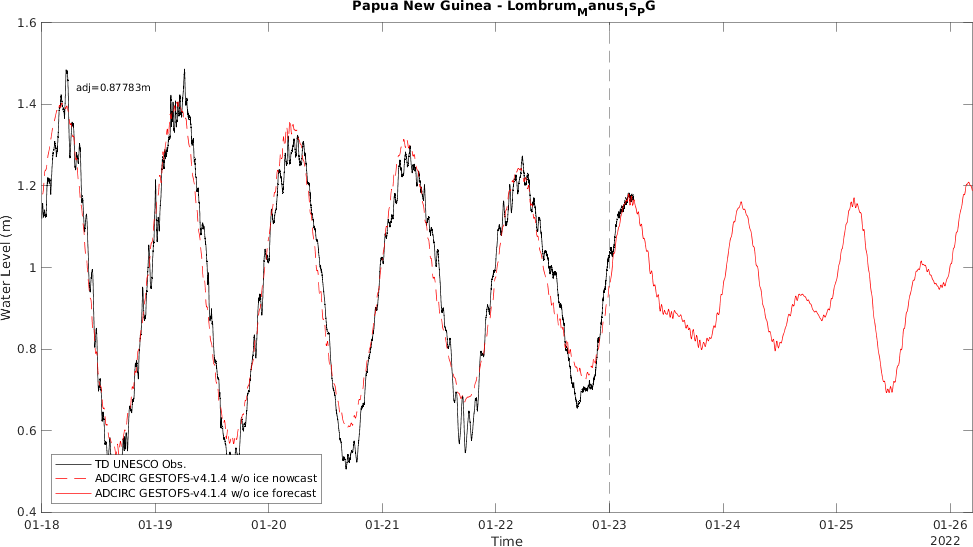 Papua New Guinea - LombrumManusIsPG
1.6
1.4
1.2
1
0.8
0.6
0.4
Water Level (m)
adj=0.87783m
TD UNESCO Obs.
ADCIRC GESTOFS-v4.1.4 w/o ice nowcast
ADCIRC GESTOFS-v4.1.4 w/o ice forecast
01-18
01-19
01-20
01-21
01-22
01-23
01-24
01-25
01-26
Time
2022